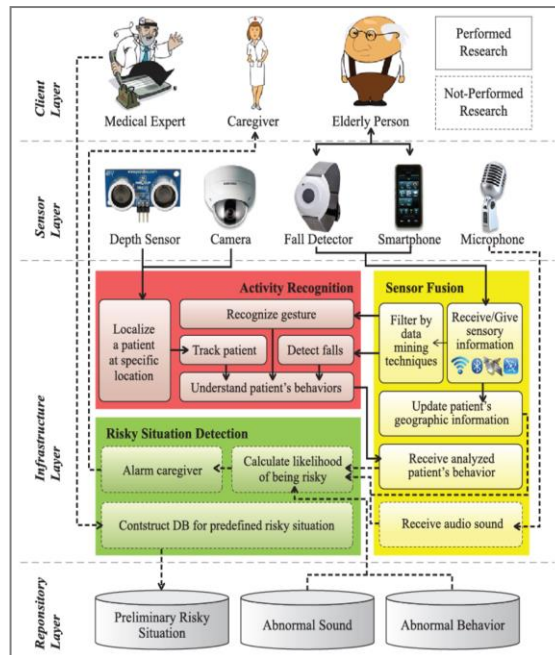 Client
Layer
Medical Expert
Caregiver
Elderly Person
Performed
Research
Not-Performed
Research
Sensor
Layer
Depth Sensor
Camera
Fall Detector
Smartphone
Microphone
Infrastructure
Layer
Activity Recognition
Localize
a patient
at specific
location
Recognize gesture
Track patient
Detect falls
Understand patient's behaviors
Sensor Fusion
Filter by
data
mining
techniques
Receive/Give
sensory
information
Update patient's
geographic information
Receive analyzed
patient's behavior
Receive audio sound
Risky Situation Detection
Alarm caregiver
Calculate likelihood
of being risky
Contstruct DB for predefined risky situation
Reponsitory
Layer
Preliminary Risky
Situation
Abnormal Sound
Abnormal Behavior